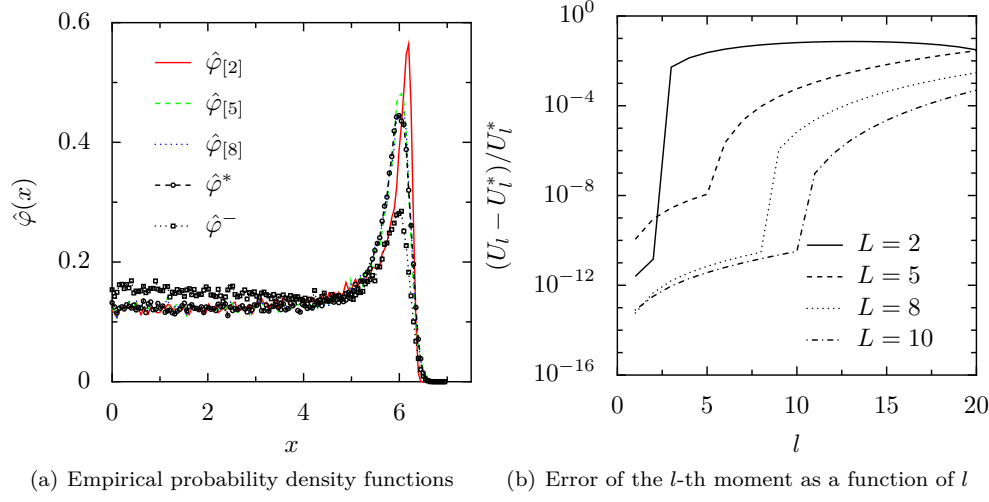 0.6
0.4
0.2
0
φ̂(x)
φ̂[2]
φ̂[5]
φ̂[8]
φ̂*
φ̂−
0 2 4 6
x
(a) Empirical probability density functions
10^0
10^−4
10^−8
10^−12
10^−16
(U_l − U_l^*)/U_l^*
L = 2
L = 5
L = 8
L = 10
0 5 10 15 20
l
(b) Error of the l-th moment as a function of l